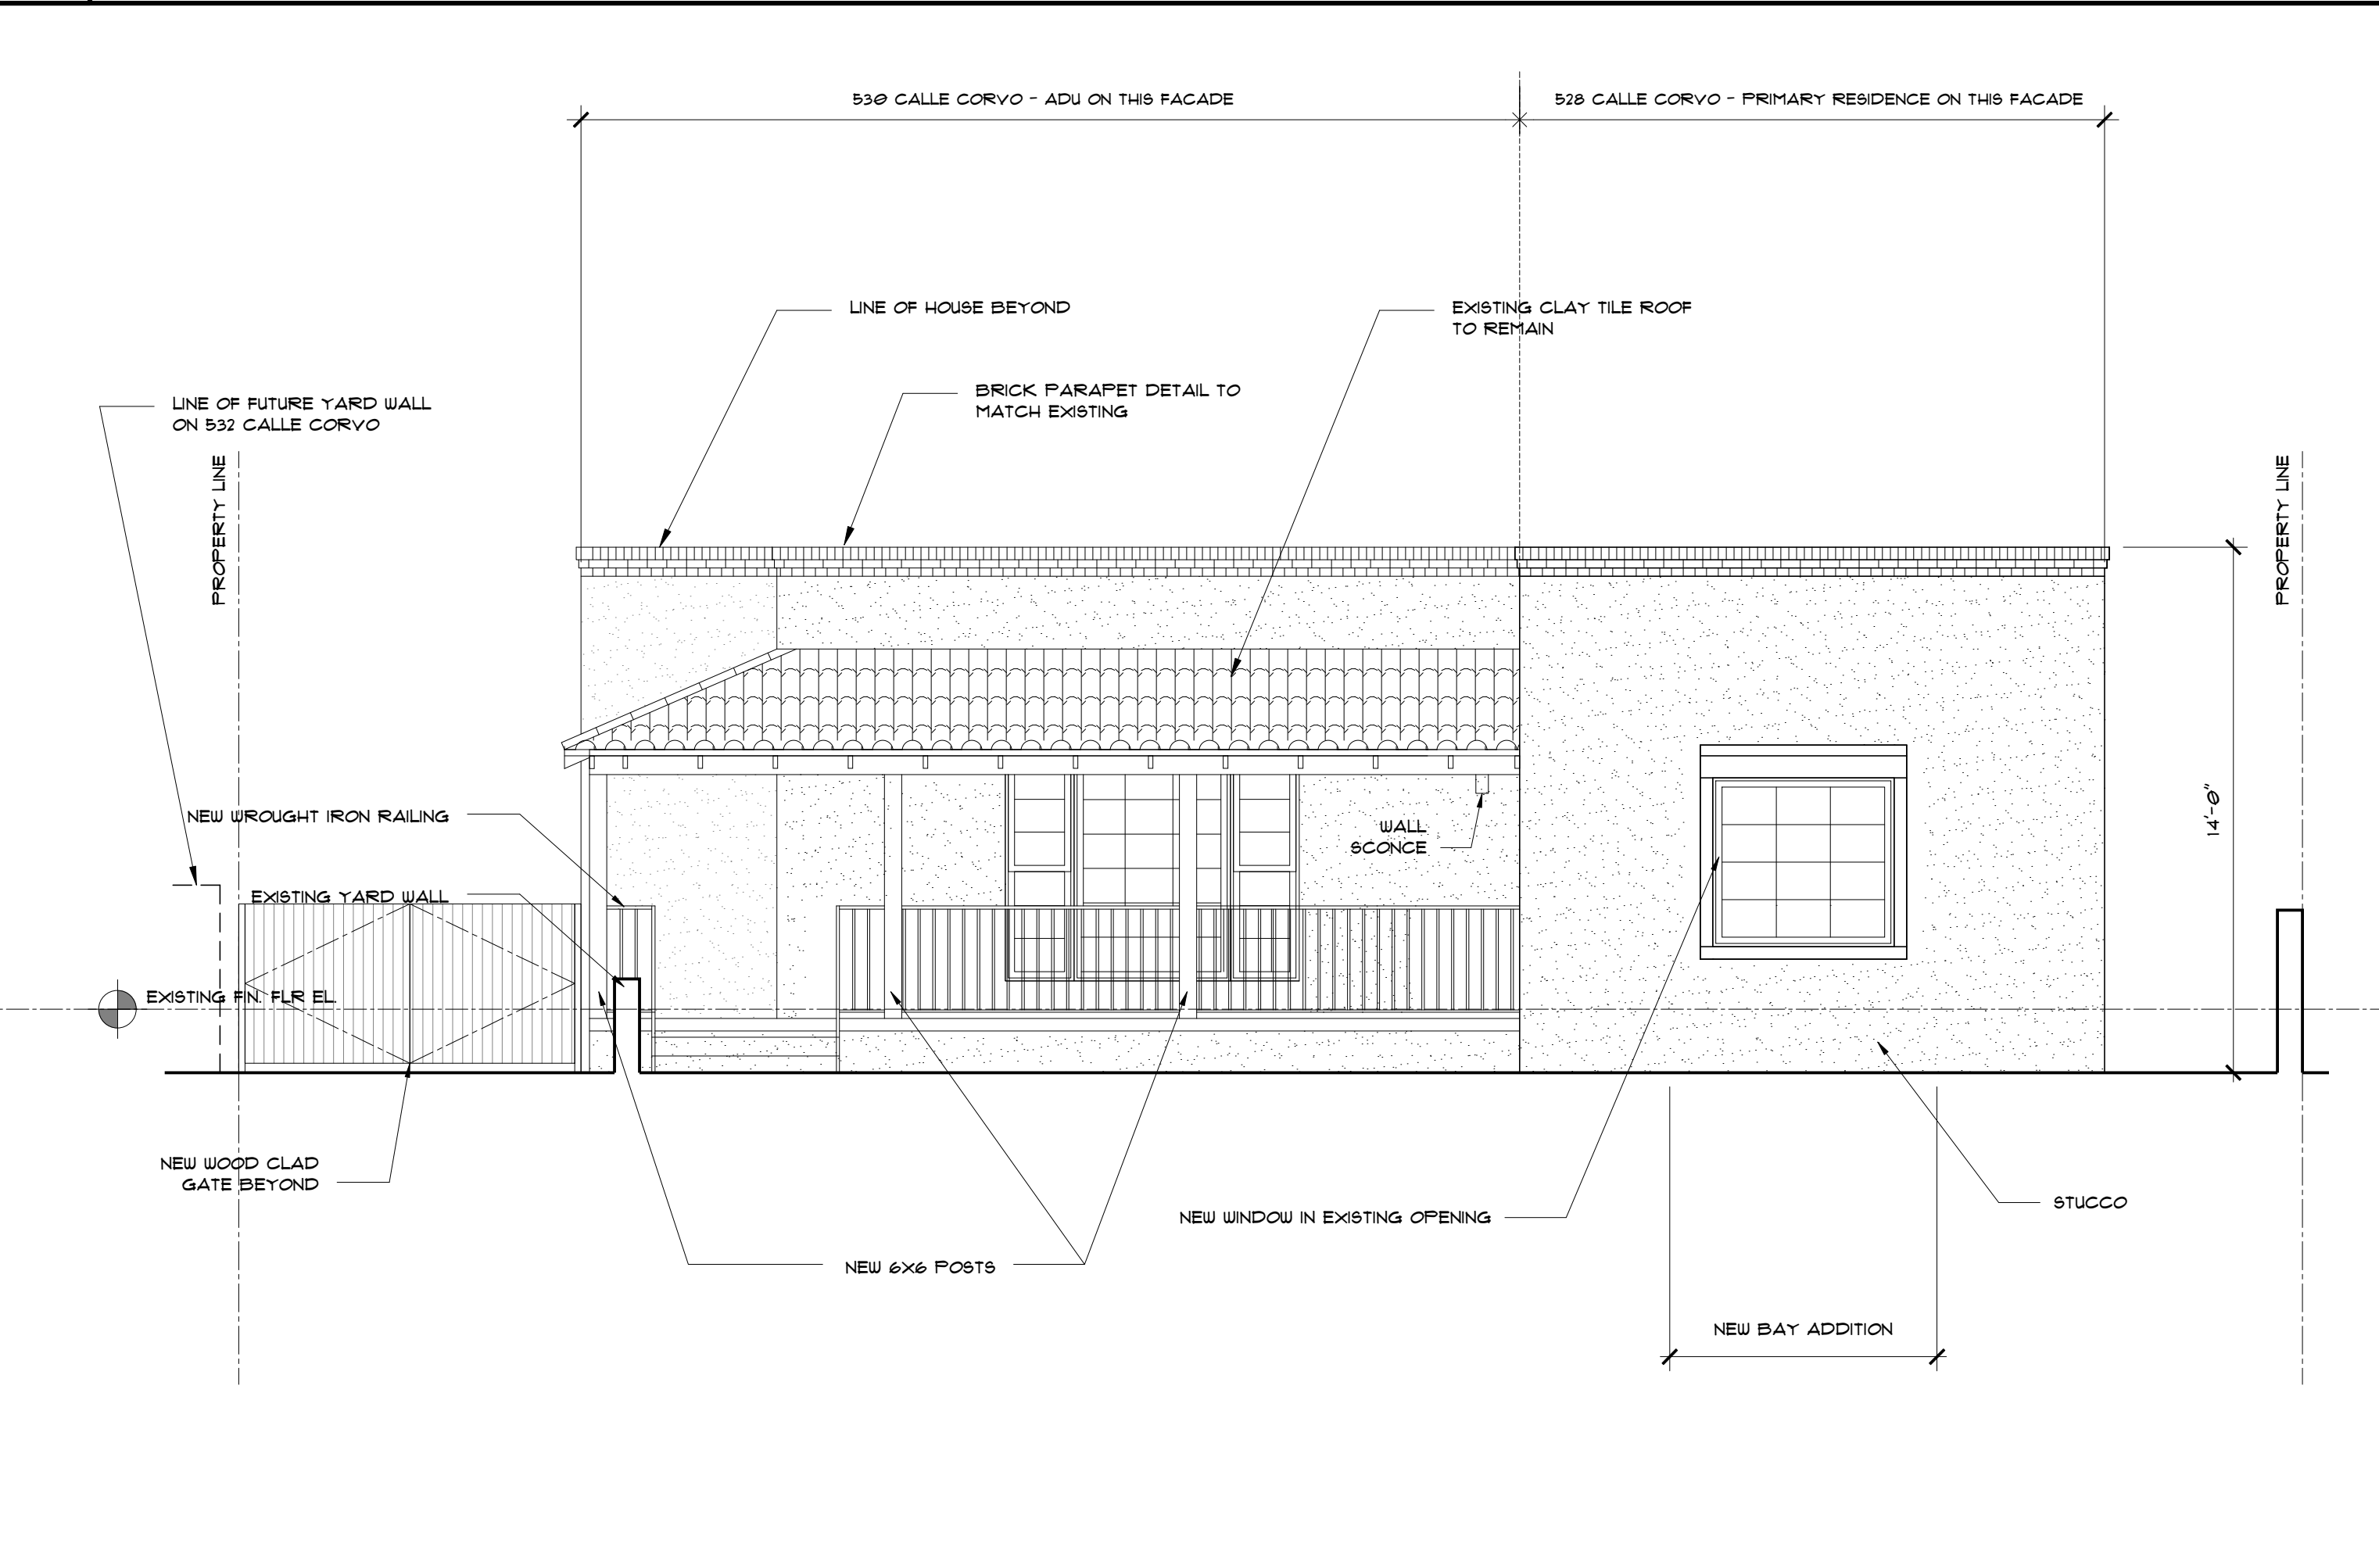 530 CALLE CORVO - ADU ON THIS FACADE
528 CALLE CORVO - PRIMARY RESIDENCE ON THIS FACADE
LINE OF HOUSE BEYOND
EXISTING CLAY TILE ROOF
TO REMAIN
BRICK PARAPET DETAIL TO
MATCH EXISTING
LINE OF FUTURE YARD WALL
ON 532 CALLE CORVO
PROPERTY LINE
PROPERTY LINE
NEW WROUGHT IRON RAILING
WALL
SCONCE
14'-0"
EXISTING YARD WALL
EXISTING FIN. FLR EL.
NEW WOOD CLAD
GATE BEYOND
NEW WINDOW IN EXISTING OPENING
STUCCO
NEW 6X6 POSTS
NEW BAY ADDITION